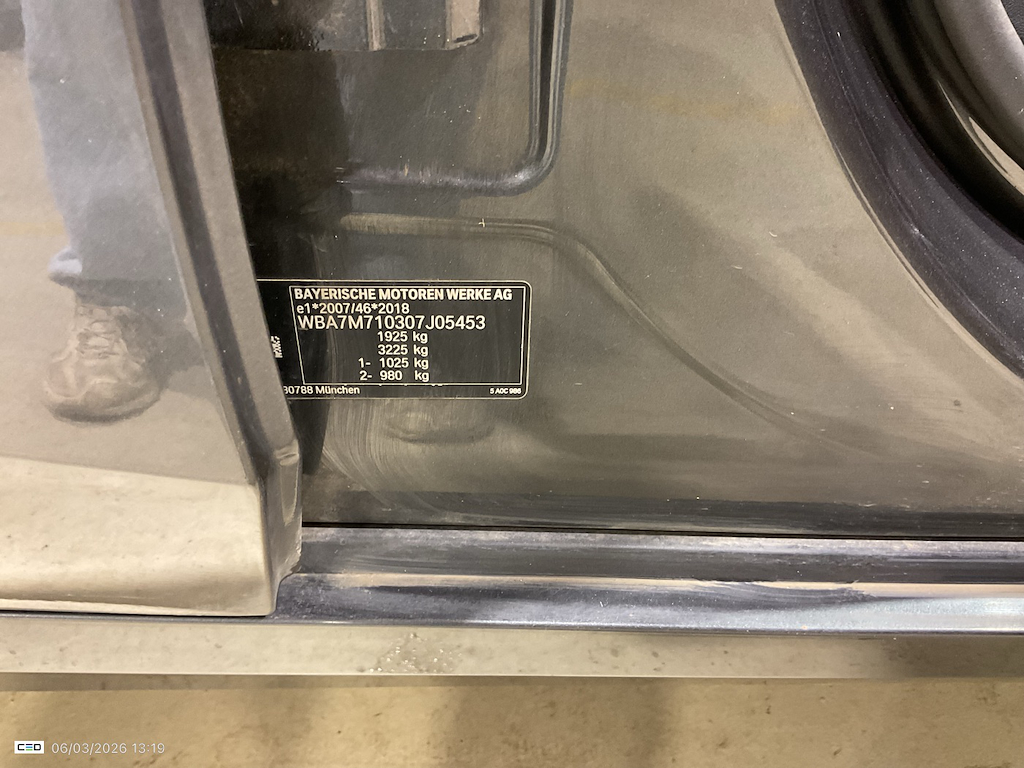 BAYERISCHE MOTOREN WERKE AG
e1*2007/46*2018
WBA7M710307J05453
1925 kg
3225 kg
1- 1025 kg
2- 980 kg
80788 München 5 A0C 986
CEO 06/03/2026 13:19